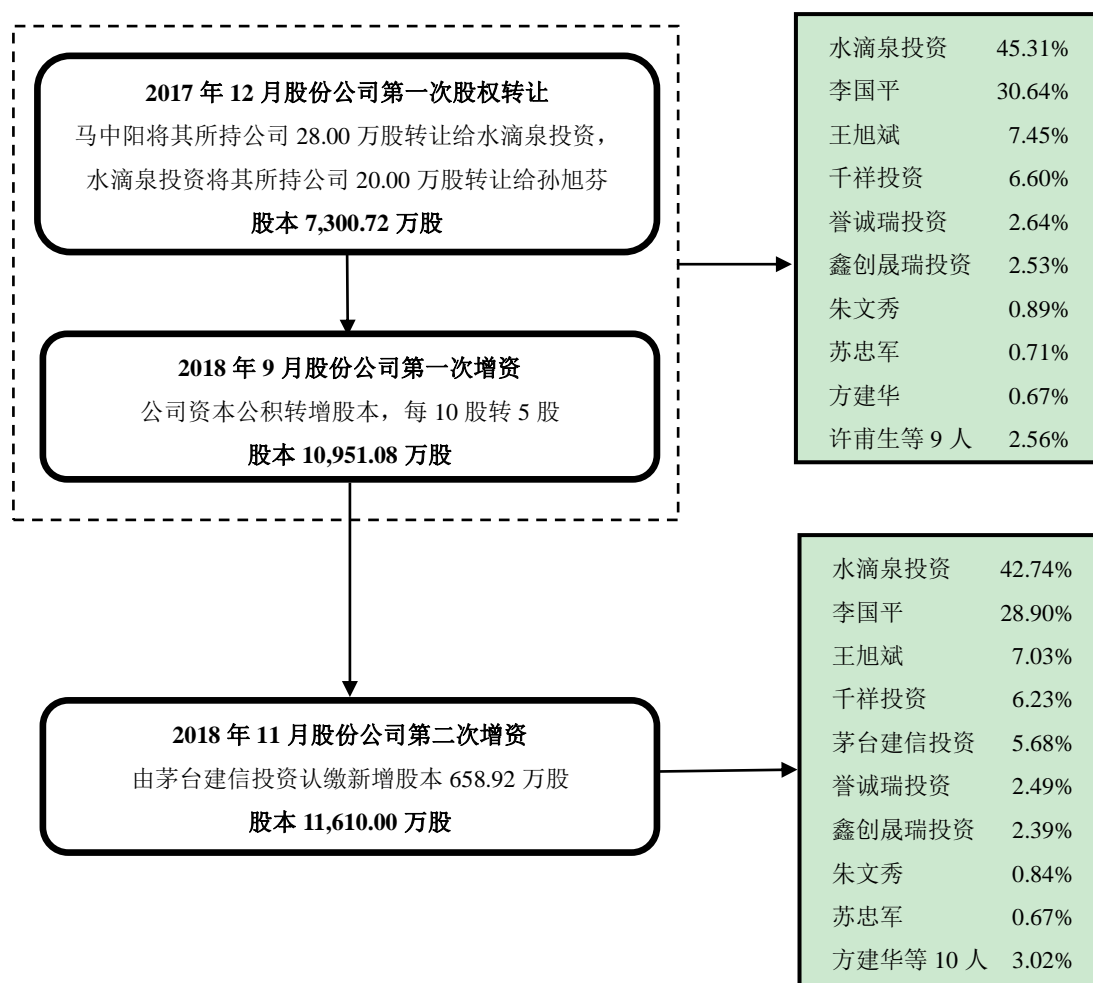 2017 年 12 月股份公司第一次股权转让
马中阳将其所持公司 28.00 万股转让给水滴泉投资，
水滴泉投资将其所持公司 20.00 万股转让给孙旭芬
股本 7,300.72 万股
水滴泉投资 45.31%
李国平 30.64%
王旭斌 7.45%
千祥投资 6.60%
誉诚瑞投资 2.64%
鑫创晟瑞投资 2.53%
朱文秀 0.89%
苏忠军 0.71%
方建华 0.67%
许甫生等 9 人 2.56%
2018 年 9 月股份公司第一次增资
公司资本公积转增股本，每 10 股转 5 股
股本 10,951.08 万股
2018 年 11 月股份公司第二次增资
由茅台建信投资认缴新增股本 658.92 万股
股本 11,610.00 万股
水滴泉投资 42.74%
李国平 28.90%
王旭斌 7.03%
千祥投资 6.23%
茅台建信投资 5.68%
誉诚瑞投资 2.49%
鑫创晟瑞投资 2.39%
朱文秀 0.84%
苏忠军 0.67%
方建华等 10 人 3.02%